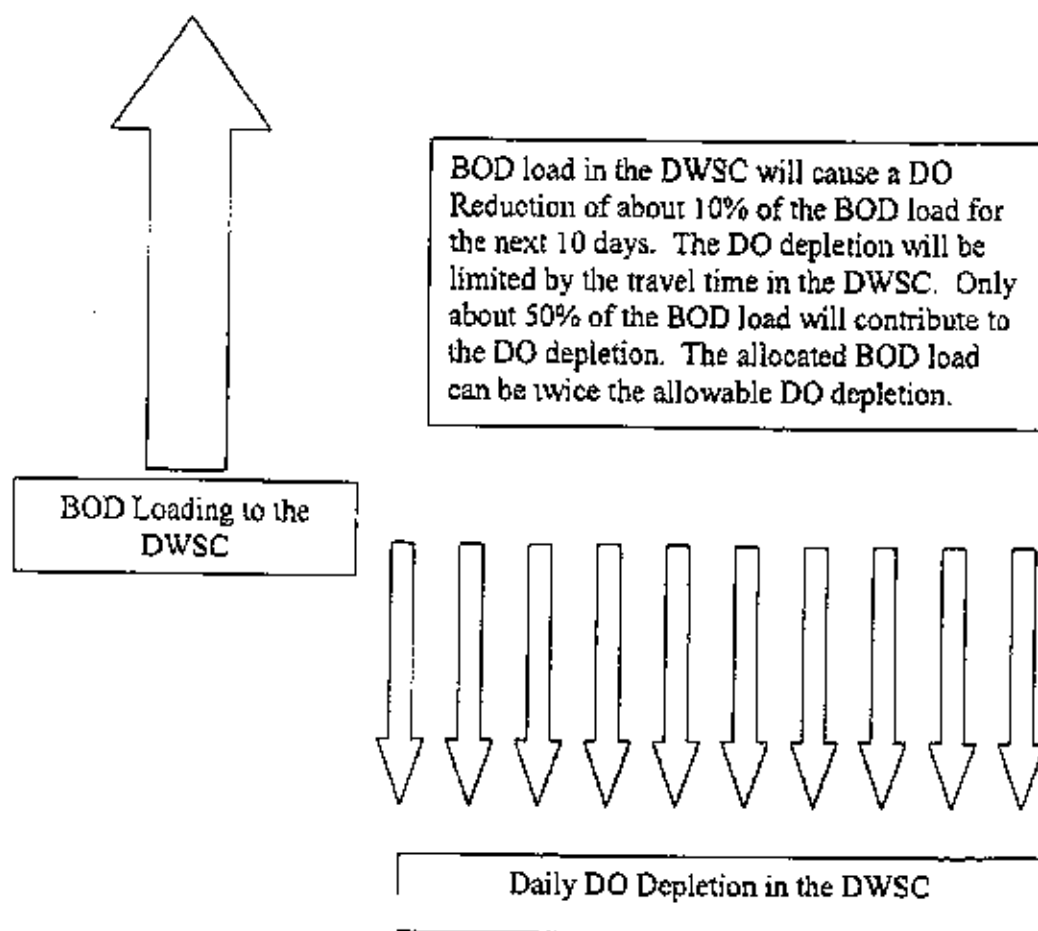 BOD load in the DWSC will cause a DO
Reduction of about 10% of the BOD load for
the next 10 days. The DO depletion will be
limited by the travel time in the DWSC. Only
about 50% of the BOD load will contribute to
the DO depletion. The allocated BOD load
can be twice the allowable DO depletion.
BOD Loading to the
DWSC
Daily DO Depletion in the DWSC